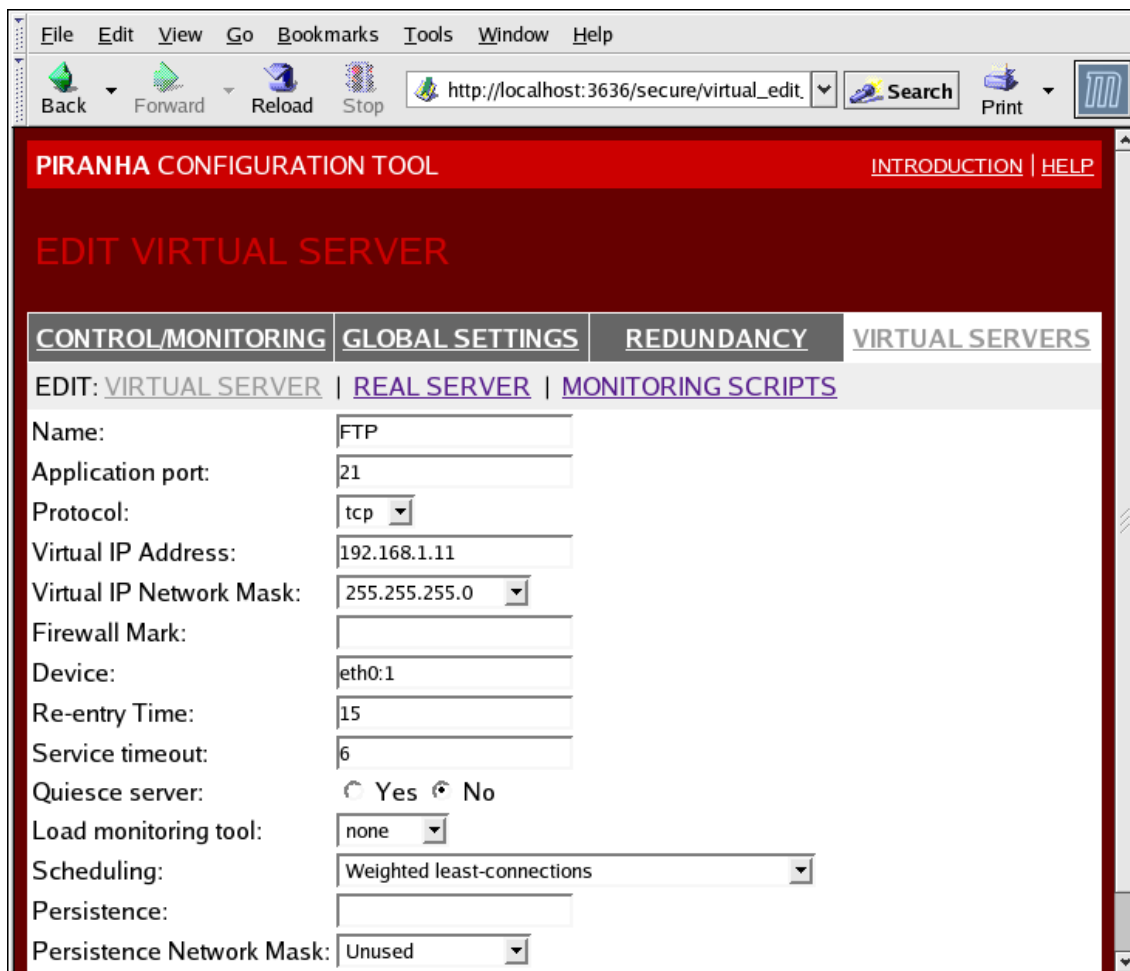 File Edit View Go Bookmarks Tools Window Help
Back Forward Reload Stop http://localhost:3636/secure/virtual_edit_ Search Print
PIRANHA CONFIGURATION TOOL INTRODUCTION | HELP
EDIT VIRTUAL SERVER
CONTROL/MONITORING GLOBAL SETTINGS REDUNDANCY VIRTUAL SERVERS
EDIT: VIRTUAL SERVER | REAL SERVER | MONITORING SCRIPTS
Name: FTP
Application port: 21
Protocol: tcp
Virtual IP Address: 192.168.1.11
Virtual IP Network Mask: 255.255.255.0
Firewall Mark:
Device: eth0:1
Re-entry Time: 15
Service timeout: 6
Quiesce server: Yes No
Load monitoring tool: none
Scheduling: Weighted least-connections
Persistence:
Persistence Network Mask: Unused